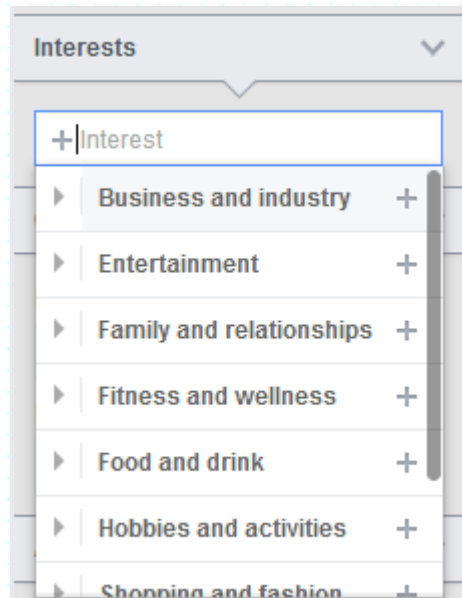 Interests
+Interest
Business and industry +
Entertainment +
Family and relationships +
Fitness and wellness +
Food and drink +
Hobbies and activities +
Shopping and fashion +